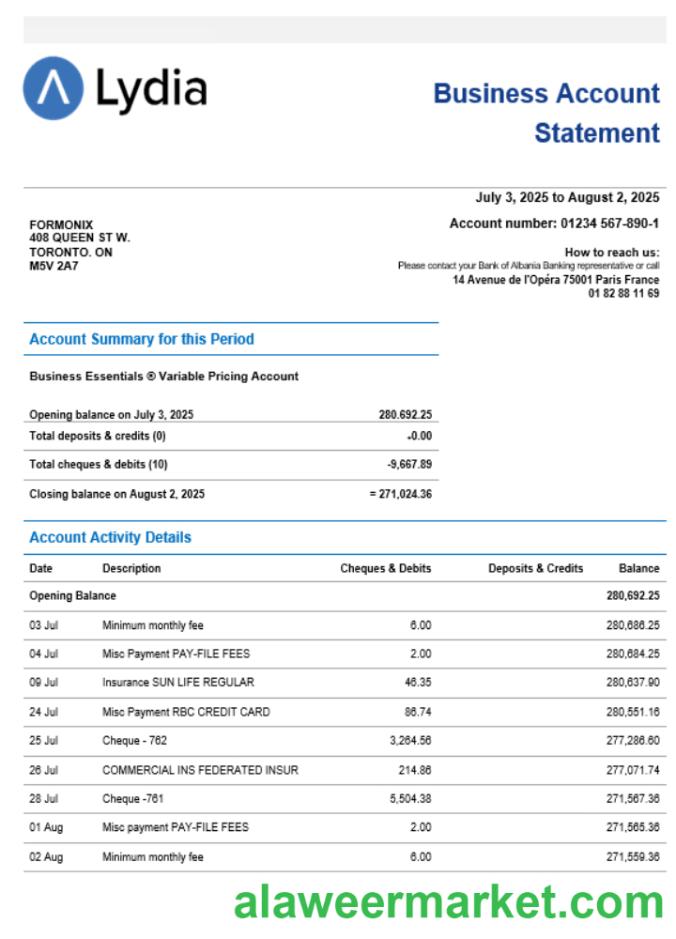 Lydia
Business Account
Statement
July 3, 2025 to August 2, 2025
Account number: 01234 567-890-1
FORMONIX
408 QUEEN ST W.
TORONTO. ON
M5V 2A7
How to reach us:
Please contact your Bank of Albania Banking representative or call
14 Avenue de l'Opéra 75001 Paris France
01 82 88 11 69
Account Summary for this Period
Business Essentials ® Variable Pricing Account
Opening balance on July 3, 2025 280.692.25
Total deposits & credits (0) -0.00
Total cheques & debits (10) -9,667.89
Closing balance on August 2, 2025 = 271,024.36
Account Activity Details
Date Description Cheques & Debits Deposits & Credits Balance
Opening Balance 280,692.25
03 Jul Minimum monthly fee 6.00 280,686.25
04 Jul Misc Payment PAY-FILE FEES 2.00 280,684.25
09 Jul Insurance SUN LIFE REGULAR 46.35 280,637.90
24 Jul Misc Payment RBC CREDIT CARD 86.74 280,551.16
25 Jul Cheque - 762 3,264.56 277,286.60
26 Jul COMMERCIAL INS FEDERATED INSUR 214.86 277,071.74
28 Jul Cheque -761 5,504.38 271,567.36
01 Aug Misc payment PAY-FILE FEES 2.00 271,565.36
02 Aug Minimum monthly fee 6.00 271,559.36
alaweermarket.com